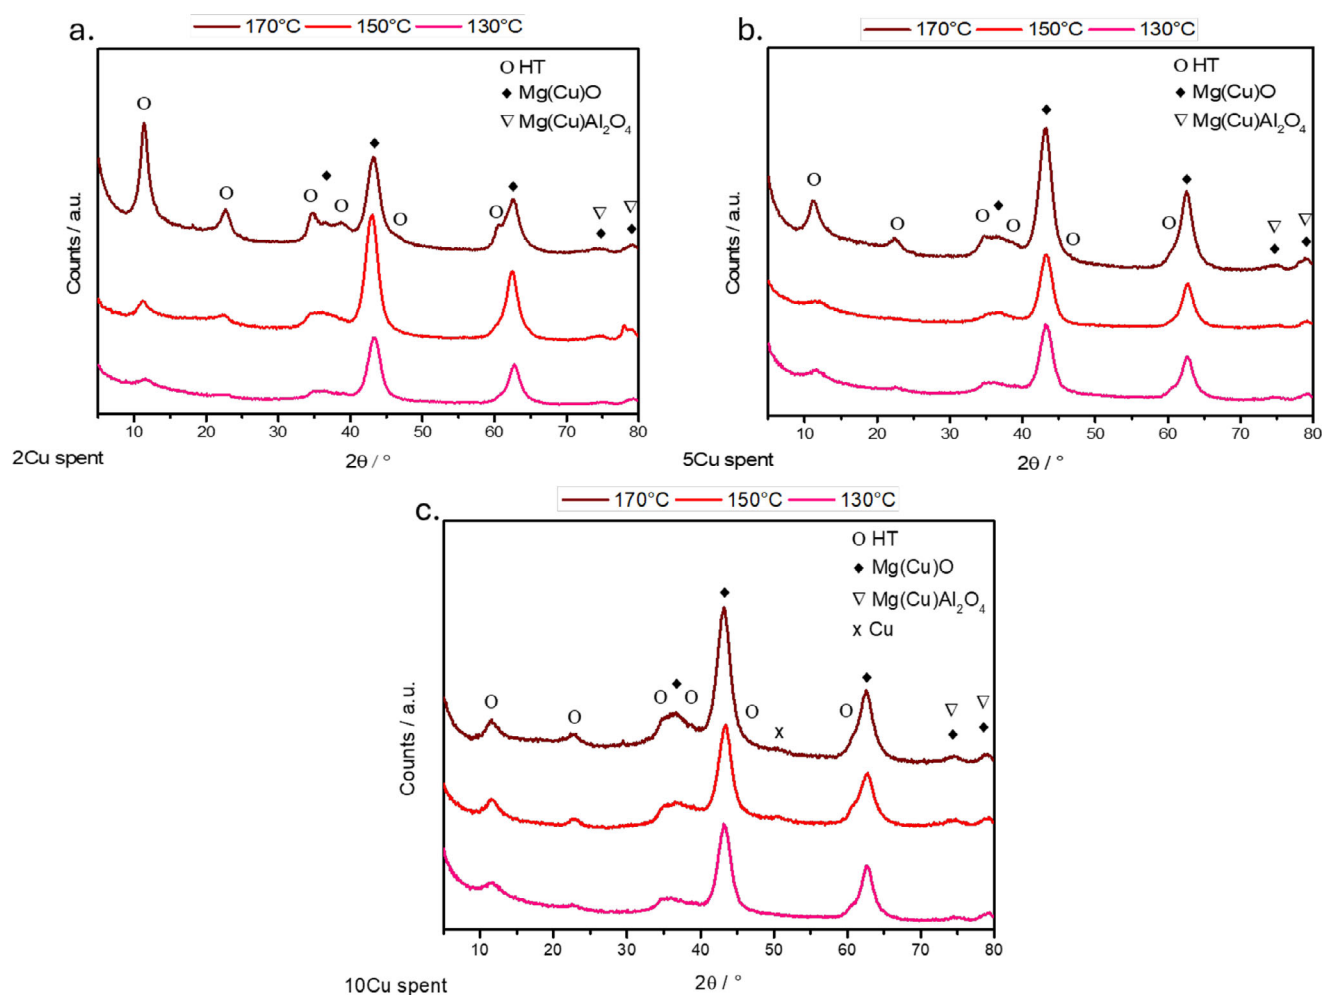 a.
170°C 150°C 130°C
O HT
◆ Mg(Cu)O
▽ Mg(Cu)Al₂O₄
O O O ◆ O ◆ O O ◆ ▽ ◆ ▽ ◆
Counts / a.u.
10 20 30 40 50 60 70 80
2Cu spent
2θ / °
b.
170°C 150°C 130°C
O HT
◆ Mg(Cu)O
▽ Mg(Cu)Al₂O₄
O O O ◆ O ◆ O O ◆ ▽ ◆ ▽ ◆
Counts / a.u.
10 20 30 40 50 60 70 80
5Cu spent
2θ / °
c.
170°C 150°C 130°C
O HT
◆ Mg(Cu)O
▽ Mg(Cu)Al₂O₄
x Cu
O O O ◆ O ◆ O x O ◆ ▽ ◆ ▽ ◆
Counts / a.u.
10 20 30 40 50 60 70 80
10Cu spent
2θ / °